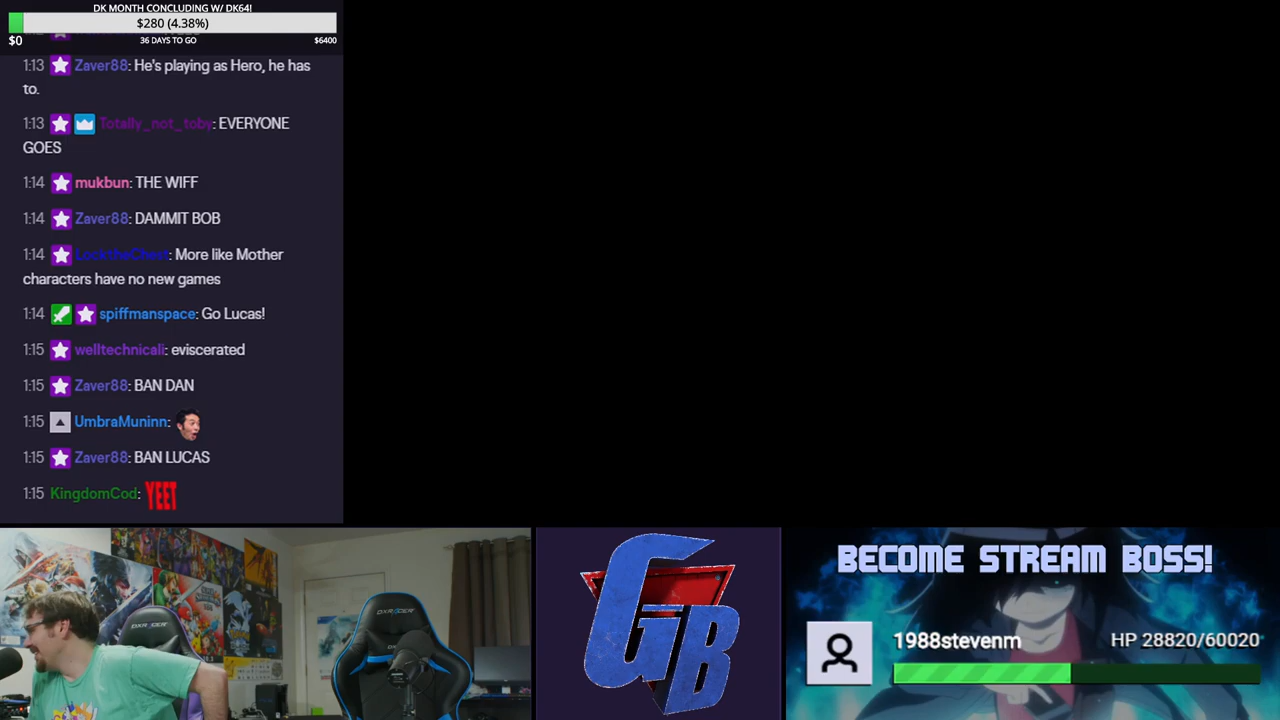 DK MONTH CONCLUDING W/ DK64!
$280 (4.38%)
$0
36 DAYS TO GO
$6400
1:13 Zaver88: He's playing as Hero, he has
to.
1:13 Totally_not_toby: EVERYONE
GOES
1:14 mukbun: THE WIFF
1:14 Zaver88: DAMMIT BOB
1:14 LocktheChest: More like Mother
characters have no new games
1:14 spiffmanspace: Go Lucas!
1:15 welltechnicali: eviscerated
1:15 Zaver88: BAN DAN
1:15 UmbraMuninn:
1:15 Zaver88: BAN LUCAS
1:15 KingdomCod: YEET
DXRACER
DXRACER
GB
BECOME STREAM BOSS!
1988stevenm
HP 28820/60020